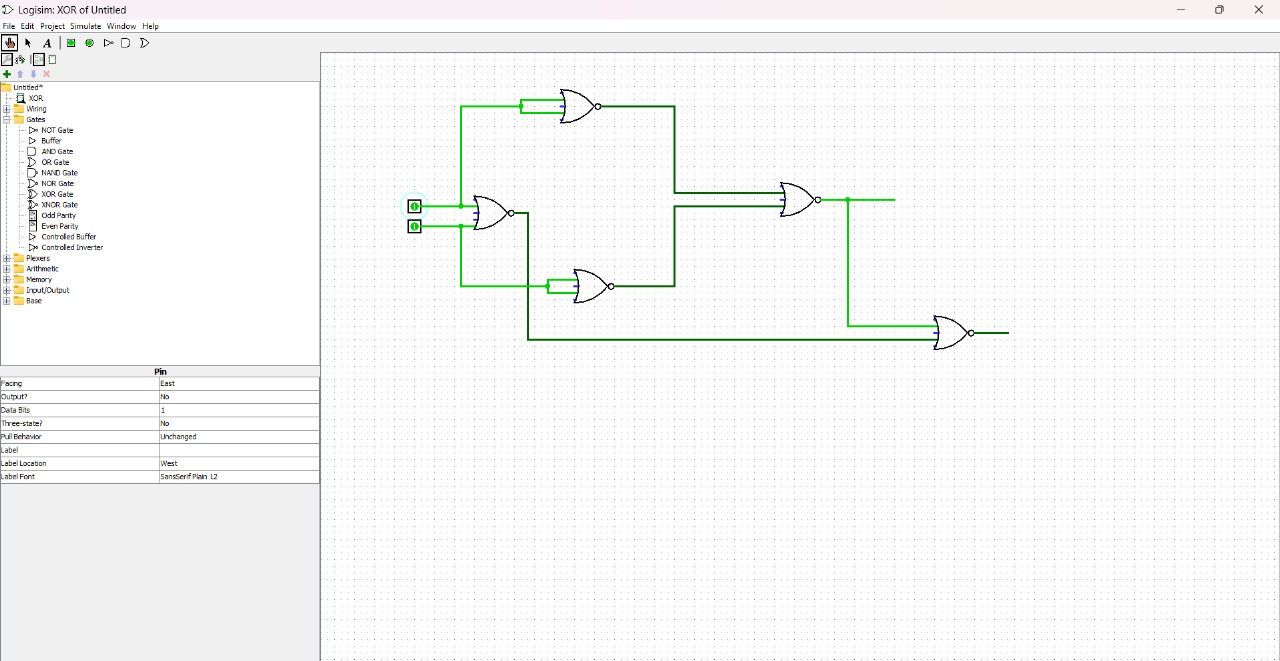 Logisim: XOR of Untitled
File Edit Project Simulate Window Help
A
Untitled*
XOR
Wiring
Gates
NOT Gate
Buffer
AND Gate
OR Gate
NAND Gate
NOR Gate
XOR Gate
XNOR Gate
Odd Parity
Even Parity
Controlled Buffer
Controlled Inverter
Plexers
Arithmetic
Memory
Input/Output
Base
Pin
Facing East
Output? No
Data Bits 1
Three-state? No
Pull Behavior Unchanged
Label
Label Location West
Label Font SansSerif Plain 12
1
1